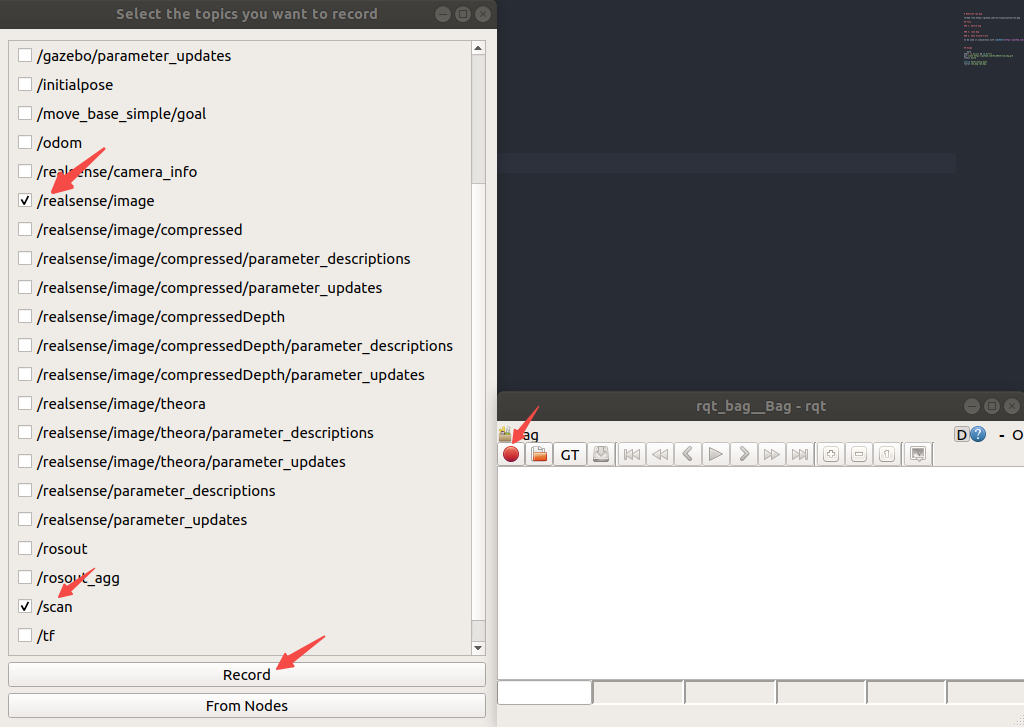 Select the topics you want to record
/gazebo/parameter_updates
/initialpose
/move_base_simple/goal
/odom
/realsense/camera_info
/realsense/image
/realsense/image/compressed
/realsense/image/compressed/parameter_descriptions
/realsense/image/compressed/parameter_updates
/realsense/image/compressedDepth
/realsense/image/compressedDepth/parameter_descriptions
/realsense/image/compressedDepth/parameter_updates
/realsense/image/theora
/realsense/image/theora/parameter_descriptions
/realsense/image/theora/parameter_updates
/realsense/parameter_descriptions
/realsense/parameter_updates
/rosout
/rosout_agg
/scan
/tf
Record
From Nodes
rqt_bag__Bag - rqt
Bag
D ? - O
GT